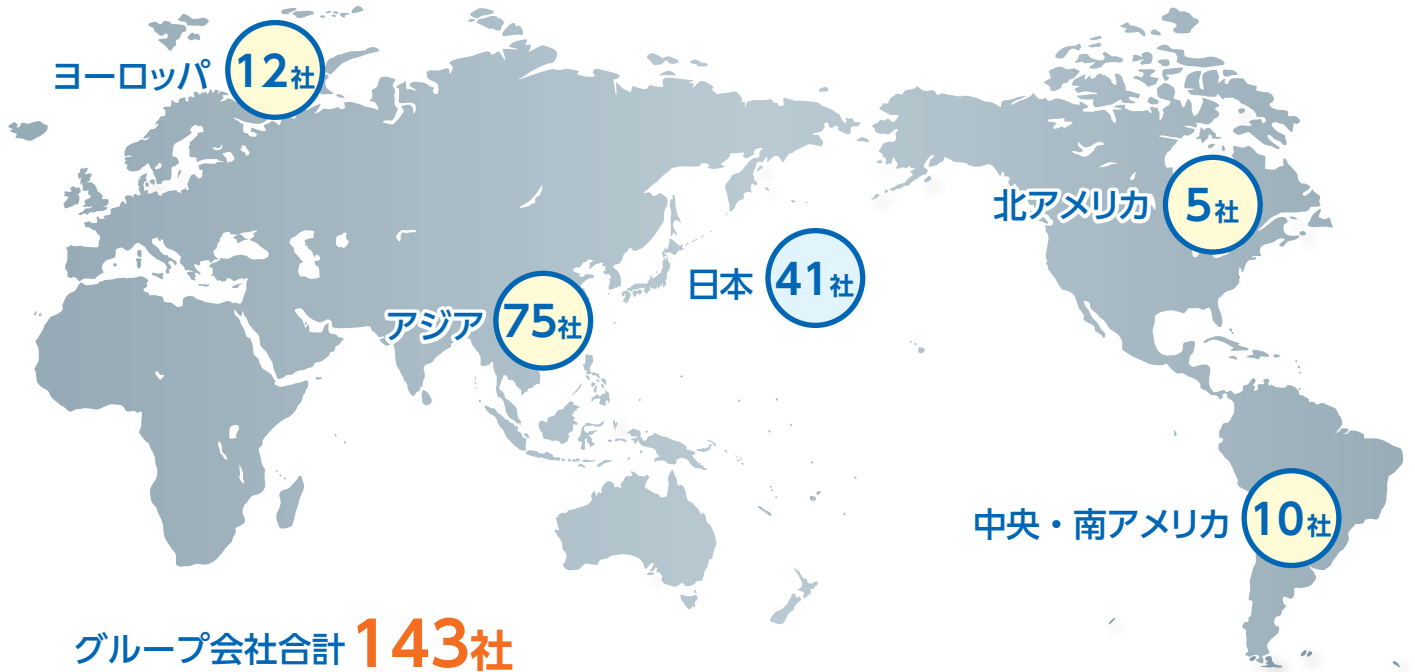 ヨーロッパ 12社
北アメリカ 5社
日本 41社
アジア 75社
中央・南アメリカ 10社
グループ会社合計 143社